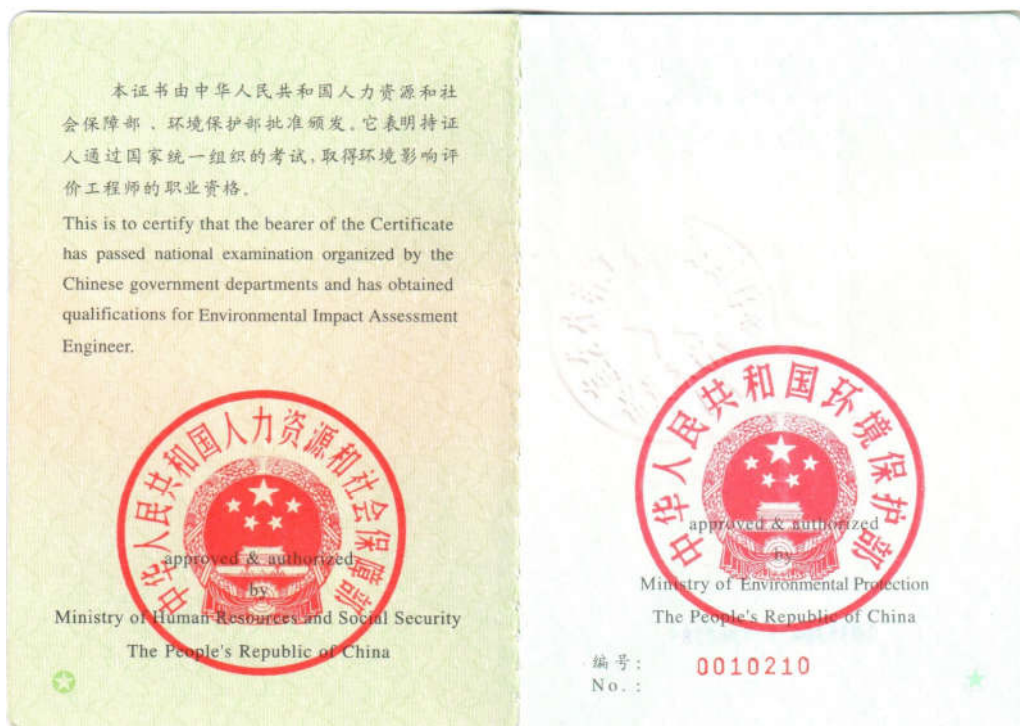 本证书由中华人民共和国人力资源和社
会保障部、环境保护部批准颁发。它表明持证
人通过国家统一组织的考试,取得环境影响评
价工程师的职业资格。
This is to certify that the bearer of the Certificate
has passed national examination organized by the
Chinese government departments and has obtained
qualifications for Environmental Impact Assessment
Engineer.
中华人民共和国人力资源和社会保障部
approved & authorized
by
Ministry of Human Resources and Social Security
The People's Republic of China
中华人民共和国环境保护部
approved & authorized
by
Ministry of Environmental Protection
The People's Republic of China
编号: 0010210
No.: